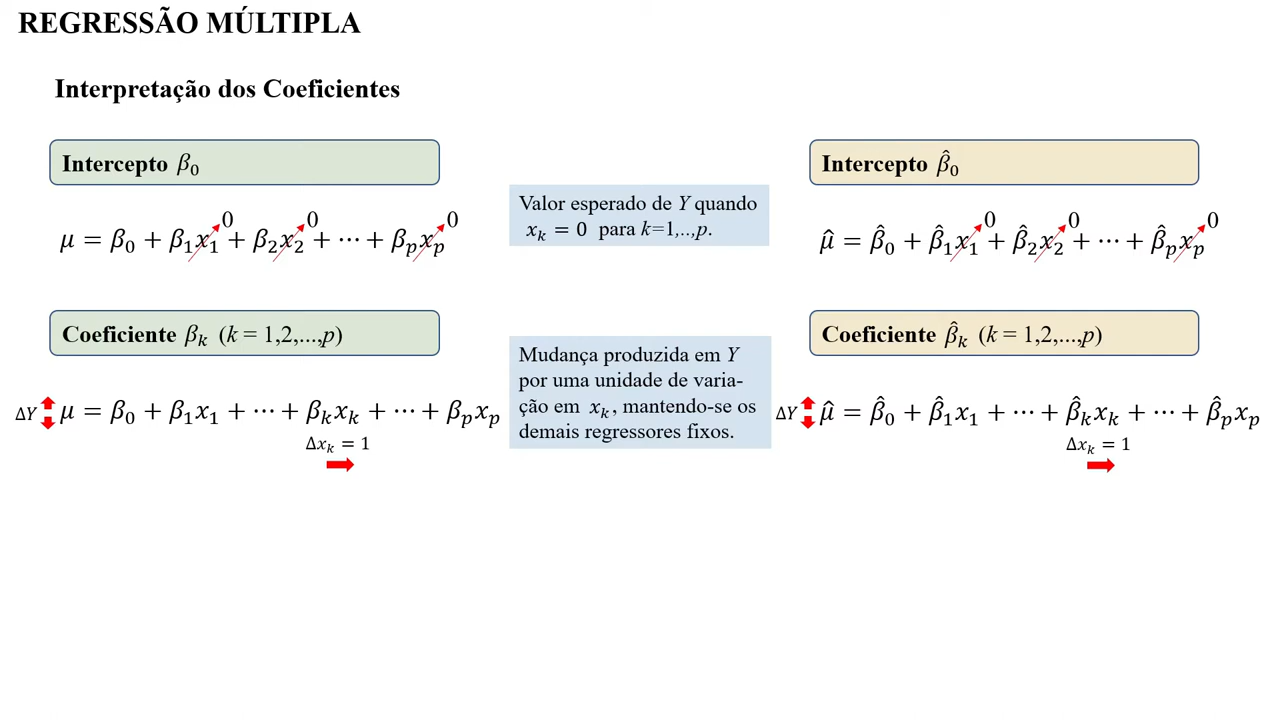 REGRESSÃO MÚLTIPLA
Interpretação dos Coeficientes
Intercepto β₀
μ = β₀ + β₁x₁ + β₂x₂ + ⋯ + βₚxₚ
0 0 0
Valor esperado de Y quando
xₖ = 0 para k=1,..,p.
Intercepto β̂₀
μ̂ = β̂₀ + β̂₁x₁ + β̂₂x₂ + ⋯ + β̂ₚxₚ
0 0 0
Coeficiente βₖ (k = 1,2,...,p)
ΔY μ = β₀ + β₁x₁ + ⋯ + βₖxₖ + ⋯ + βₚxₚ
Δxₖ = 1
Mudança produzida em Y
por uma unidade de varia-
ção em xₖ, mantendo-se os
demais regressores fixos.
Coeficiente β̂ₖ (k = 1,2,...,p)
ΔY μ̂ = β̂₀ + β̂₁x₁ + ⋯ + β̂ₖxₖ + ⋯ + β̂ₚxₚ
Δxₖ = 1